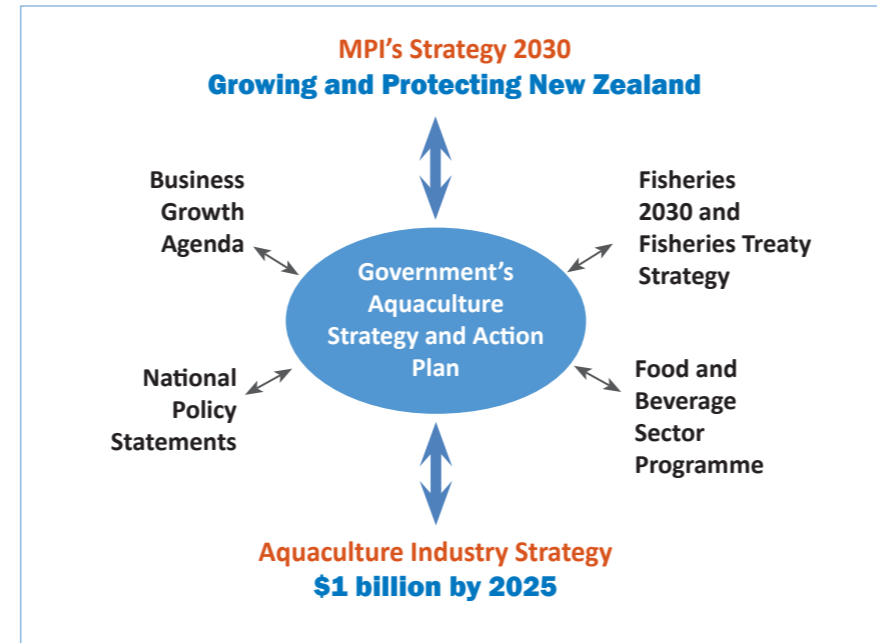 MPI’s Strategy 2030
Growing and Protecting New Zealand
Business
Growth
Agenda
Fisheries
2030 and
Fisheries Treaty
Strategy
Government’s
Aquaculture
Strategy and Action
Plan
National
Policy
Statements
Food and
Beverage
Sector
Programme
Aquaculture Industry Strategy
$1 billion by 2025